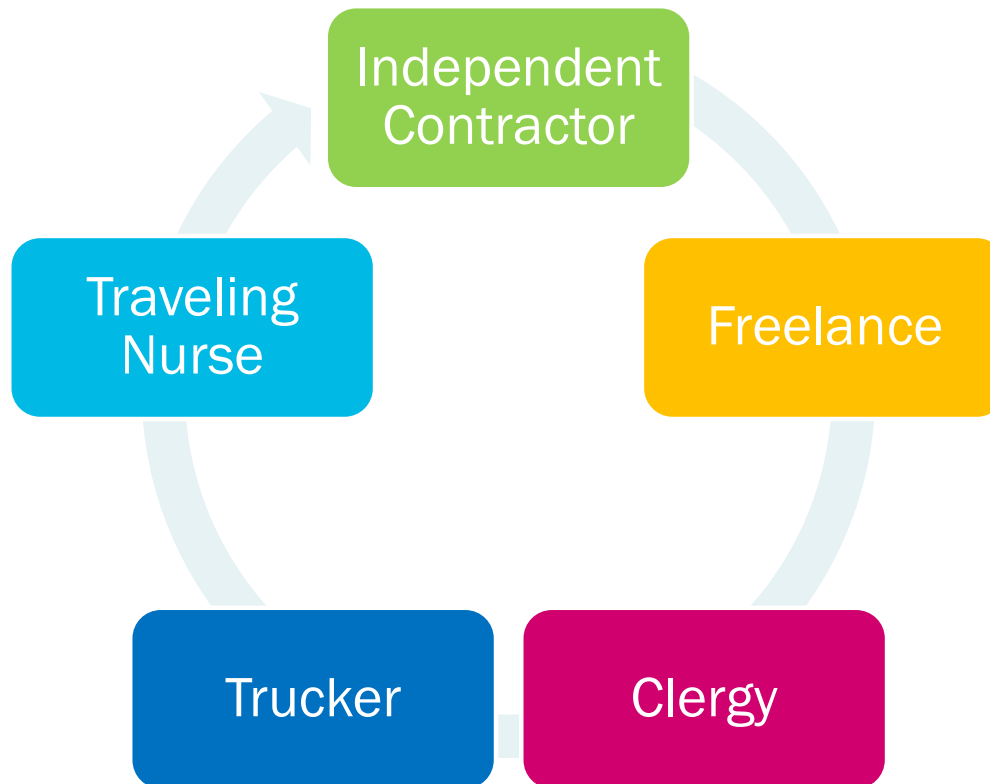 Independent
Contractor
Freelance
Clergy
Trucker
Traveling
Nurse